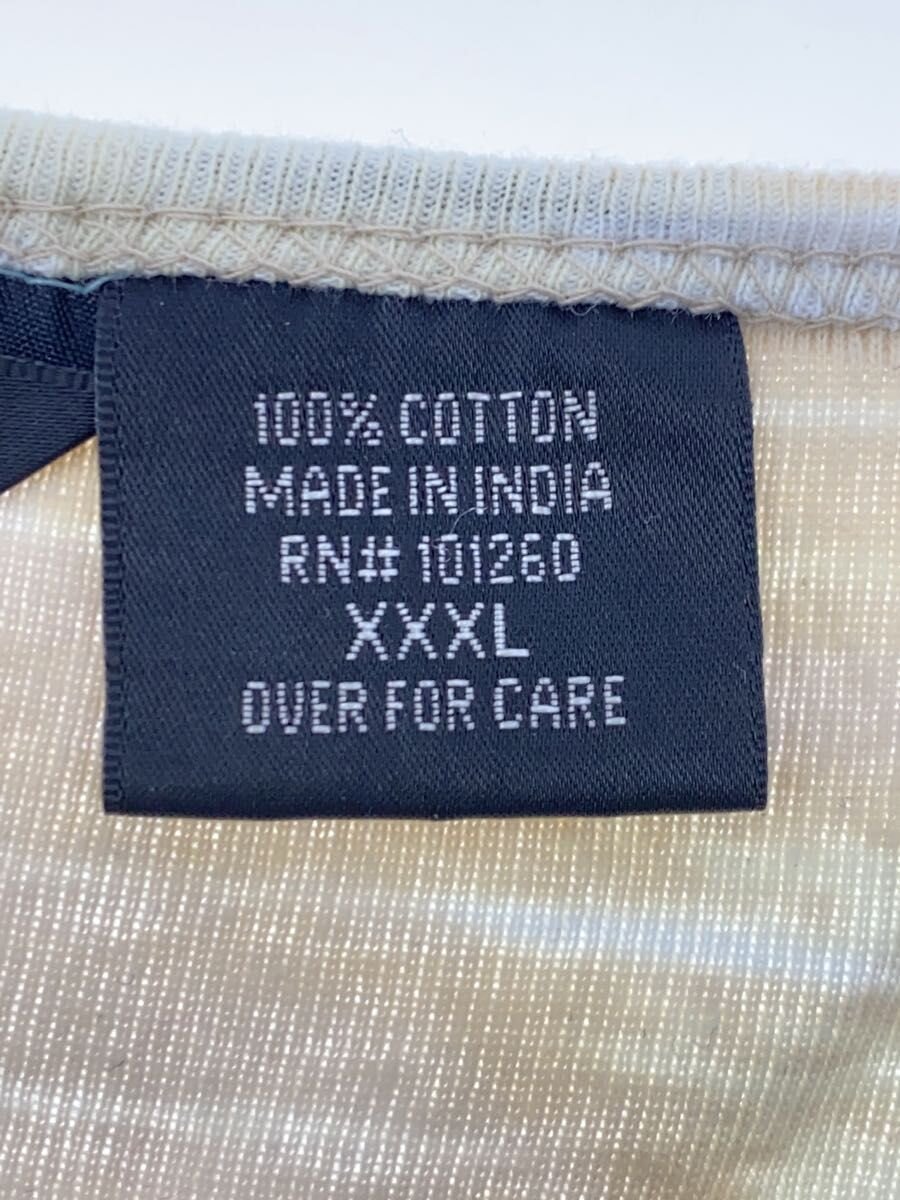 100% COTTON
MADE IN INDIA
RN# 101260
XXXL
OVER FOR CARE